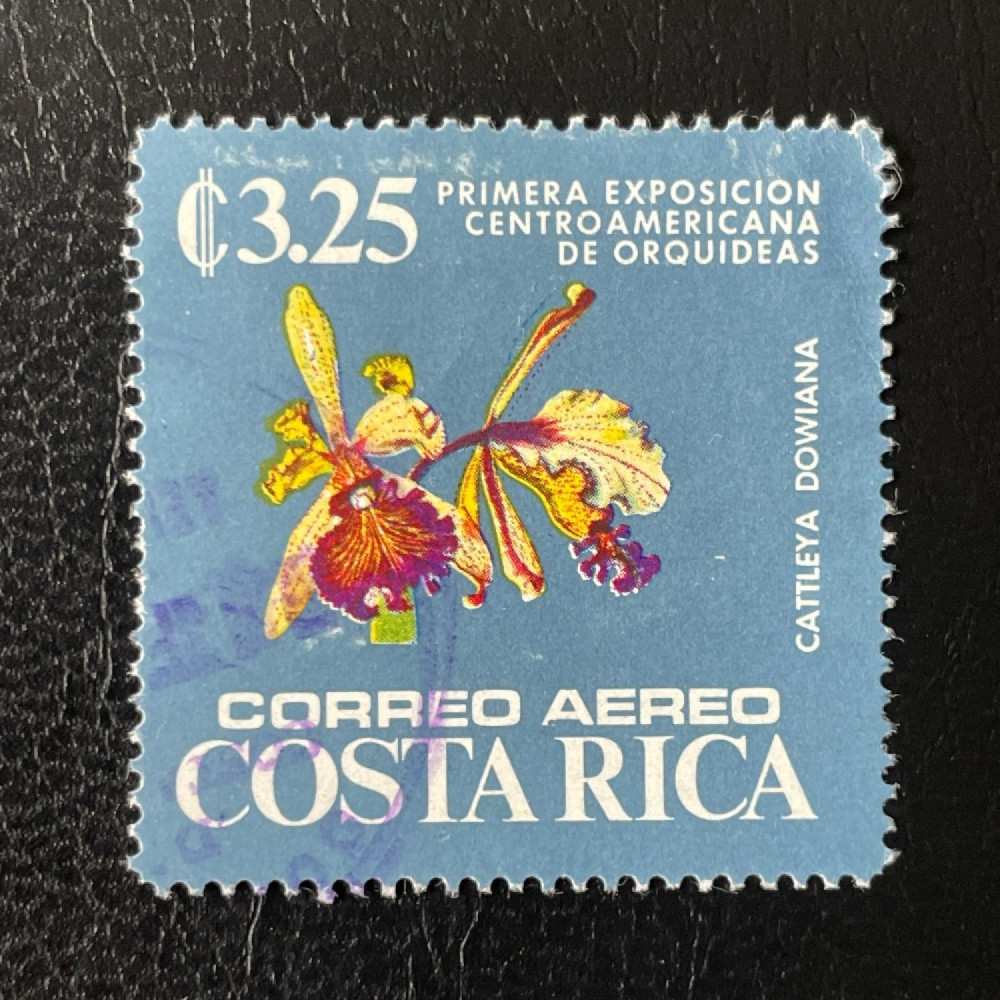 ₡3.25
PRIMERA EXPOSICION
CENTROAMERICANA
DE ORQUIDEAS
CATTLEYA DOWIANA
CORREO AEREO
COSTA RICA